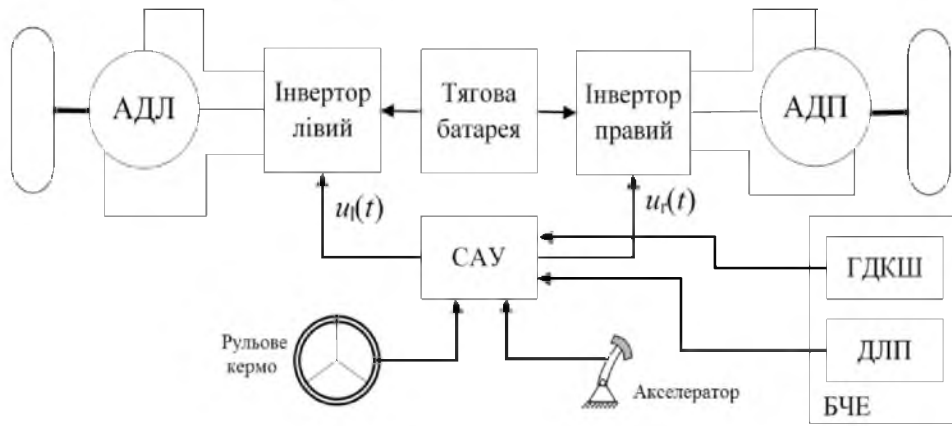 АДЛ
Інвертор
лівий
Тягова
батарея
Інвертор
правий
АДП
uₗ(t)
uᵣ(t)
САУ
ГДКШ
Рульове
кермо
Акселератор
ДЛП
БЧЕ